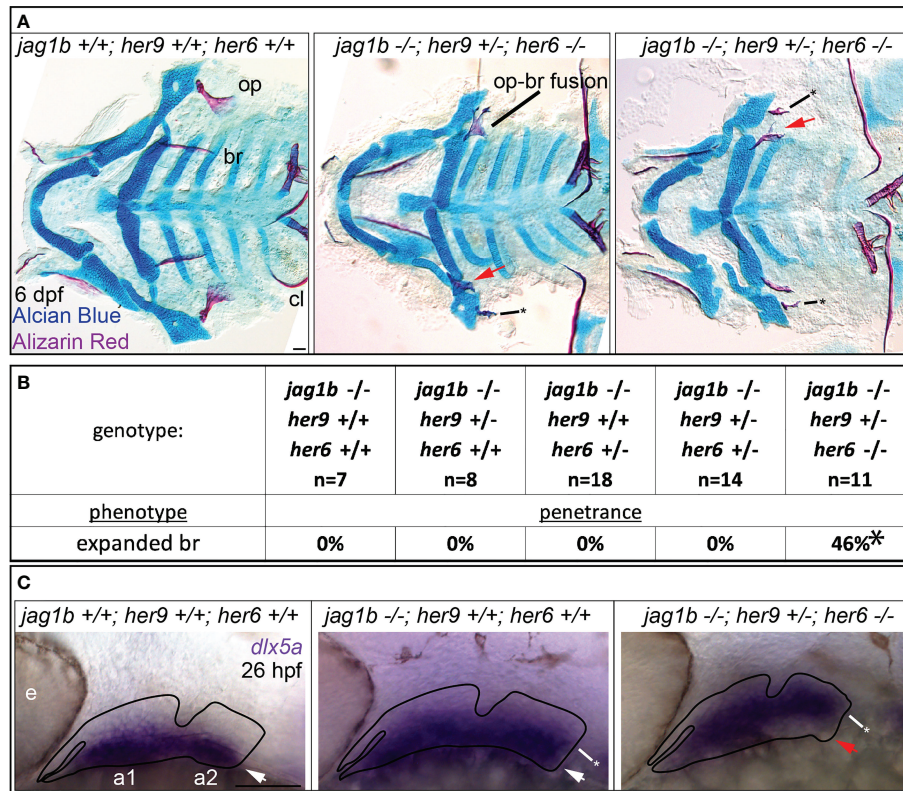 A
jag1b +/+; her9 +/+; her6 +/+
jag1b -/-; her9 +/-; her6 -/-
jag1b -/-; her9 +/-; her6 -/-
op
br
cl
6 dpf
Alcian Blue
Alizarin Red
op-br fusion
*
*
*
B
genotype:
jag1b -/-
her9 +/+
her6 +/+
n=7
jag1b -/-
her9 +/-
her6 +/+
n=8
jag1b -/-
her9 +/+
her6 +/-
n=18
jag1b -/-
her9 +/-
her6 +/-
n=14
jag1b -/-
her9 +/-
her6 -/-
n=11
phenotype
penetrance
expanded br
0%
0%
0%
0%
46%*
C
jag1b +/+; her9 +/+; her6 +/+
jag1b -/-; her9 +/+; her6 +/+
jag1b -/-; her9 +/-; her6 -/-
dlx5a
26 hpf
e
a1
a2
*
*